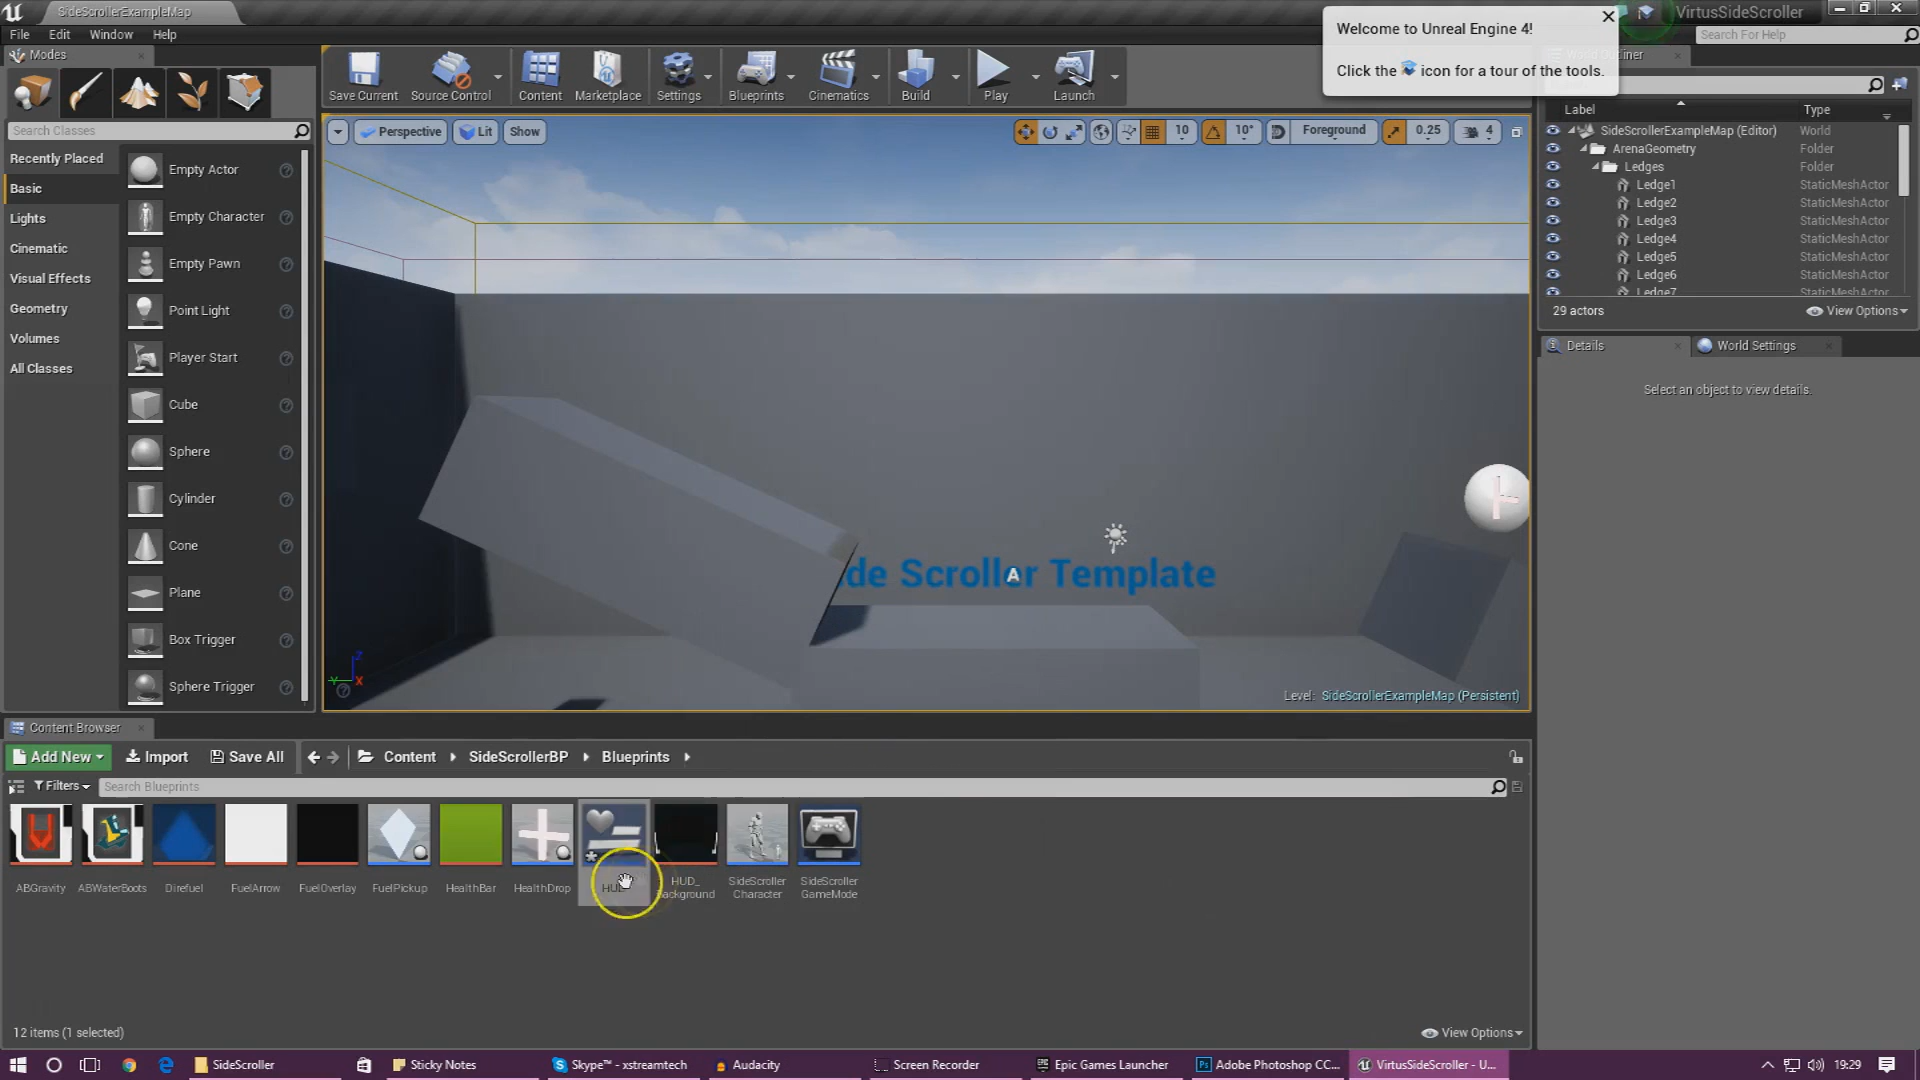 SideScrollerExampleMap
VirtusSideScroller
File Edit Window Help
Search For Help
Welcome to Unreal Engine 4!
Click the icon for a tour of the tools.
Modes
World Outliner
Save Current Source Control Content Marketplace Settings Blueprints Cinematics Build Play Launch
Search Classes
Perspective Lit Show
10 10° Foreground 0.25 4
Recently Placed
Basic
Lights
Cinematic
Visual Effects
Geometry
Volumes
All Classes
Empty Actor
Empty Character
Empty Pawn
Point Light
Player Start
Cube
Sphere
Cylinder
Cone
Plane
Box Trigger
Sphere Trigger
Label Type
SideScrollerExampleMap (Editor) World
ArenaGeometry Folder
Ledges Folder
Ledge1 StaticMeshActor
Ledge2 StaticMeshActor
Ledge3 StaticMeshActor
Ledge4 StaticMeshActor
Ledge5 StaticMeshActor
Ledge6 StaticMeshActor
Ledge7 StaticMeshActor
29 actors View Options
Details World Settings
Select an object to view details.
de Scroller Template
A
Z
Y X
Level: SideScrollerExampleMap (Persistent)
Content Browser
Add New Import Save All Content SideScrollerBP Blueprints
Filters Search Blueprints
ABGravity ABWaterBoots Direfuel FuelArrow FuelOverlay FuelPickup HealthBar HealthDrop HUD HUD_ Background SideScroller Character SideScroller GameMode
12 items (1 selected) View Options
SideScroller Sticky Notes Skype™ - xstreamtech Audacity Screen Recorder Epic Games Launcher Adobe Photoshop CC... VirtusSideScroller - U... 19:29